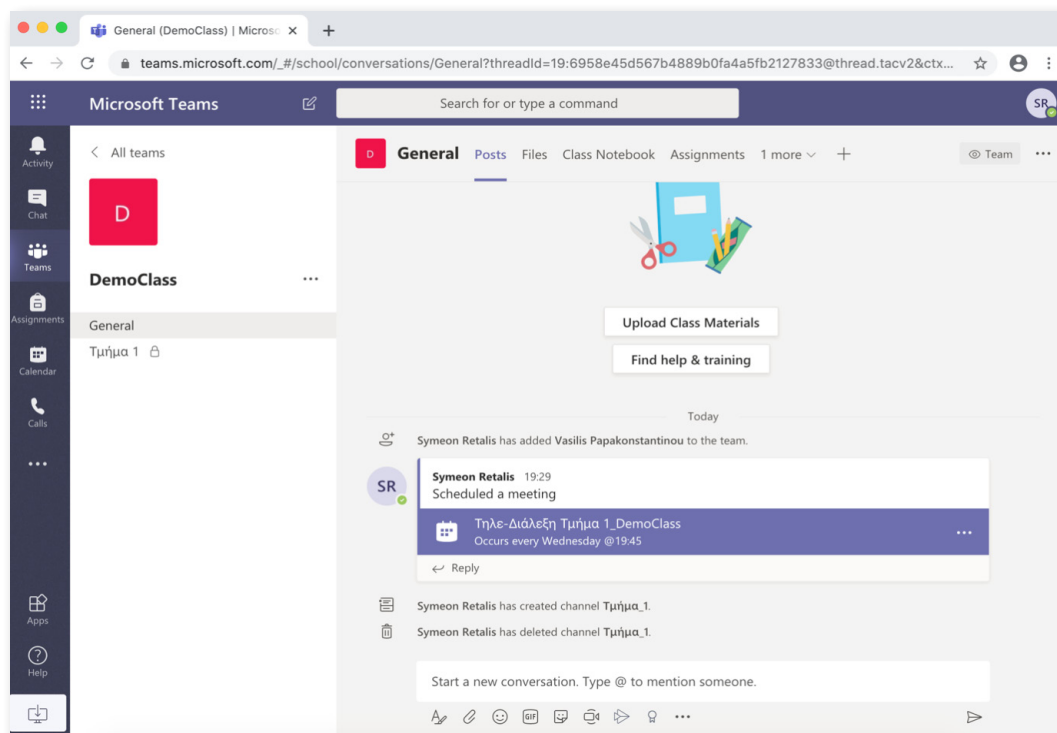 General (DemoClass) | Microsc
teams.microsoft.com/_#/school/conversations/General?threadId=19:6958e45d567b4889b0fa4a5fb2127833@thread.tacv2&ctx...
Microsoft Teams
Search for or type a command
SR
Activity
Chat
Teams
Assignments
Calendar
Calls
Apps
Help
All teams
D
DemoClass
General
Τμήμα 1
D General Posts Files Class Notebook Assignments 1 more Team
Upload Class Materials
Find help & training
Today
Symeon Retalis has added Vasilis Papakonstantinou to the team.
SR
Symeon Retalis 19:29
Scheduled a meeting
Τηλε-Διάλεξη Τμήμα 1_DemoClass
Occurs every Wednesday @19:45
Reply
Symeon Retalis has created channel Τμήμα_1.
Symeon Retalis has deleted channel Τμήμα_1.
Start a new conversation. Type @ to mention someone.
GIF